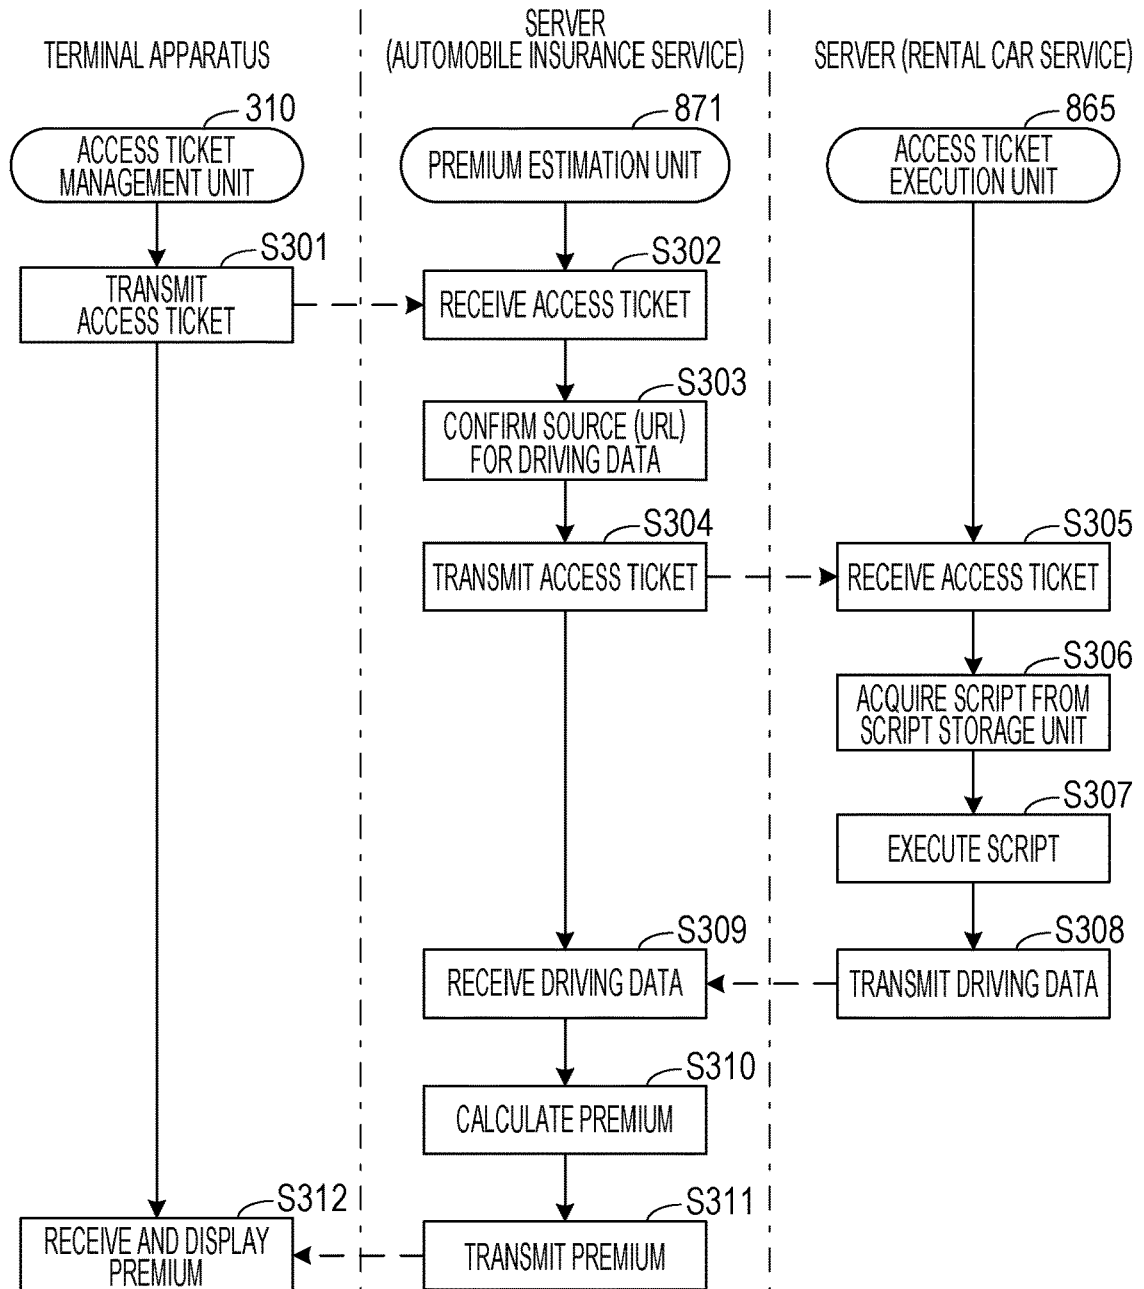 TERMINAL APPARATUS
SERVER
(AUTOMOBILE INSURANCE SERVICE)
SERVER (RENTAL CAR SERVICE)
310
871
865
ACCESS TICKET
MANAGEMENT UNIT
PREMIUM ESTIMATION UNIT
ACCESS TICKET
EXECUTION UNIT
S301
TRANSMIT
ACCESS TICKET
S302
RECEIVE ACCESS TICKET
S303
CONFIRM SOURCE (URL)
FOR DRIVING DATA
S304
TRANSMIT ACCESS TICKET
S305
RECEIVE ACCESS TICKET
S306
ACQUIRE SCRIPT FROM
SCRIPT STORAGE UNIT
S307
EXECUTE SCRIPT
S308
TRANSMIT DRIVING DATA
S309
RECEIVE DRIVING DATA
S310
CALCULATE PREMIUM
S311
TRANSMIT PREMIUM
S312
RECEIVE AND DISPLAY
PREMIUM